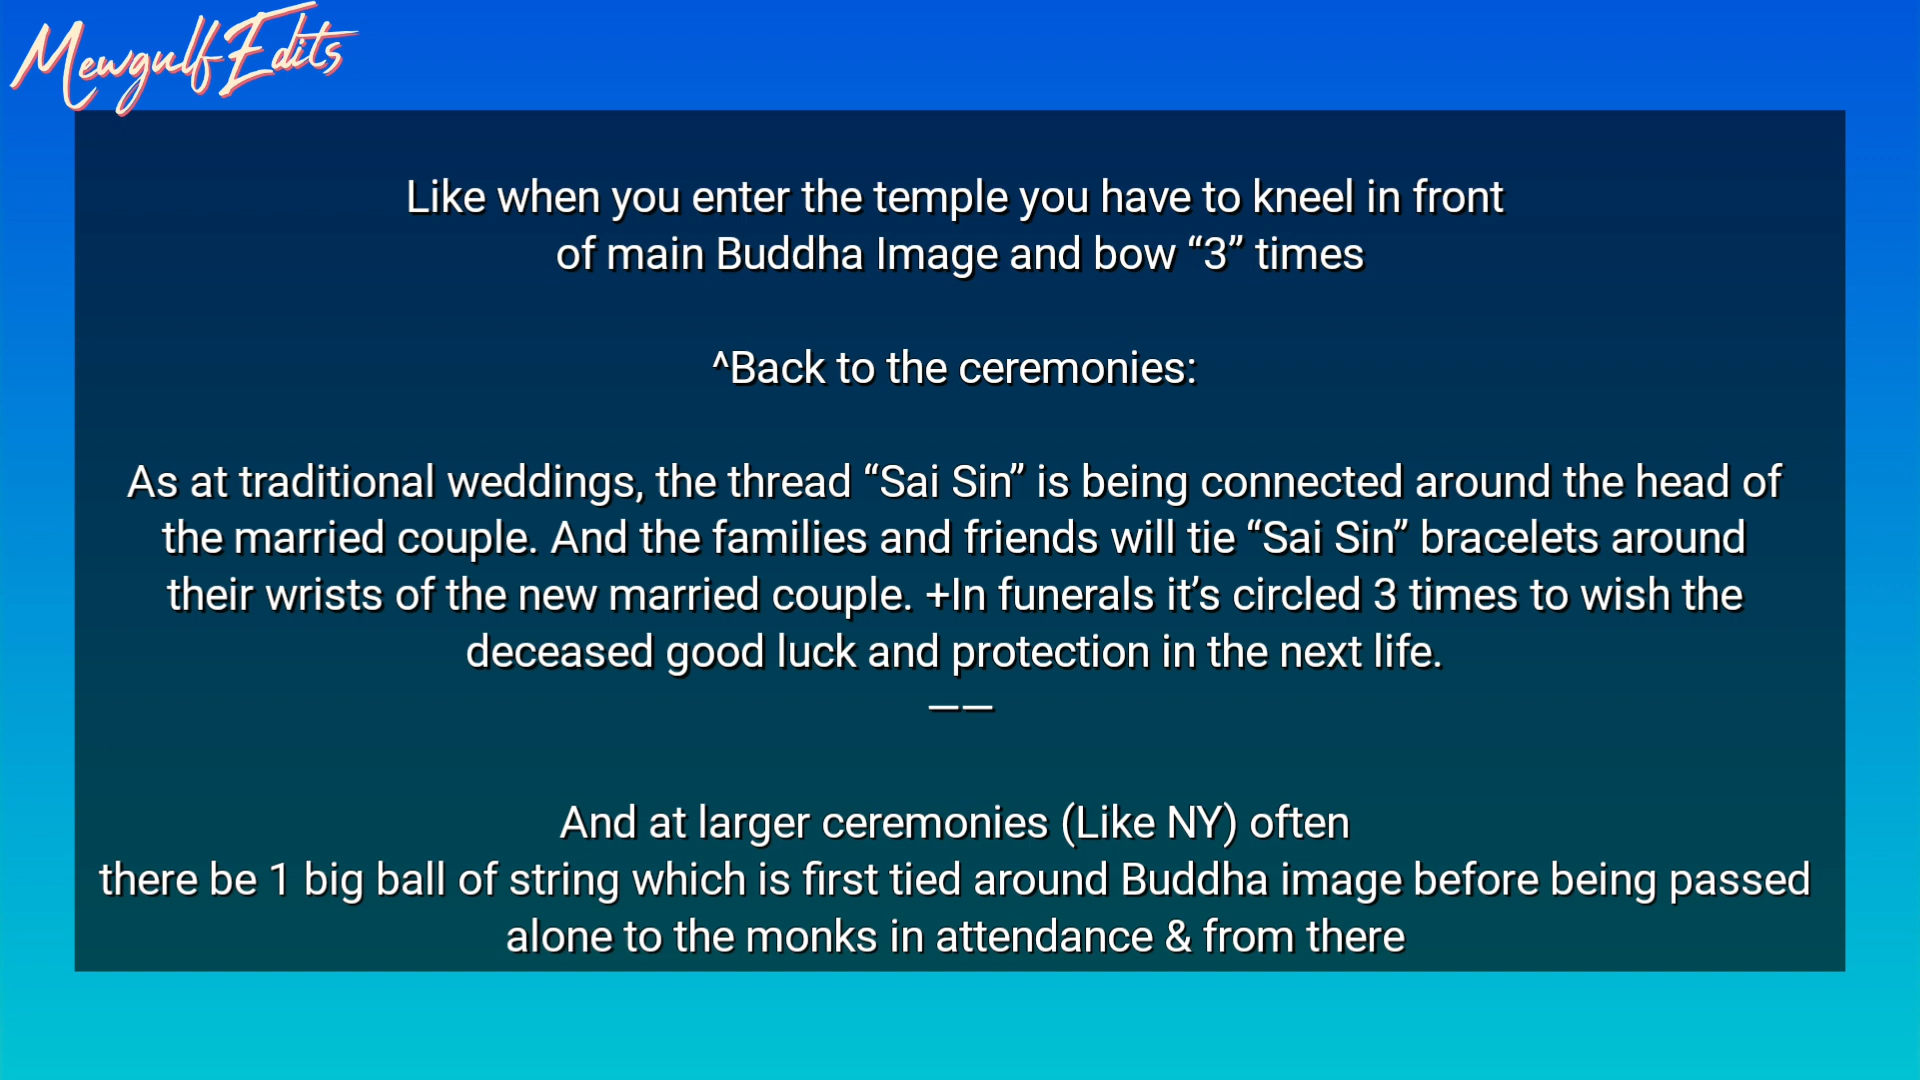 Mewgulf Edits
Like when you enter the temple you have to kneel in front
of main Buddha Image and bow “3” times
^Back to the ceremonies:
As at traditional weddings, the thread “Sai Sin” is being connected around the head of
the married couple. And the families and friends will tie “Sai Sin” bracelets around
their wrists of the new married couple. +In funerals it’s circled 3 times to wish the
deceased good luck and protection in the next life.
——
And at larger ceremonies (Like NY) often
there be 1 big ball of string which is first tied around Buddha image before being passed
alone to the monks in attendance & from there